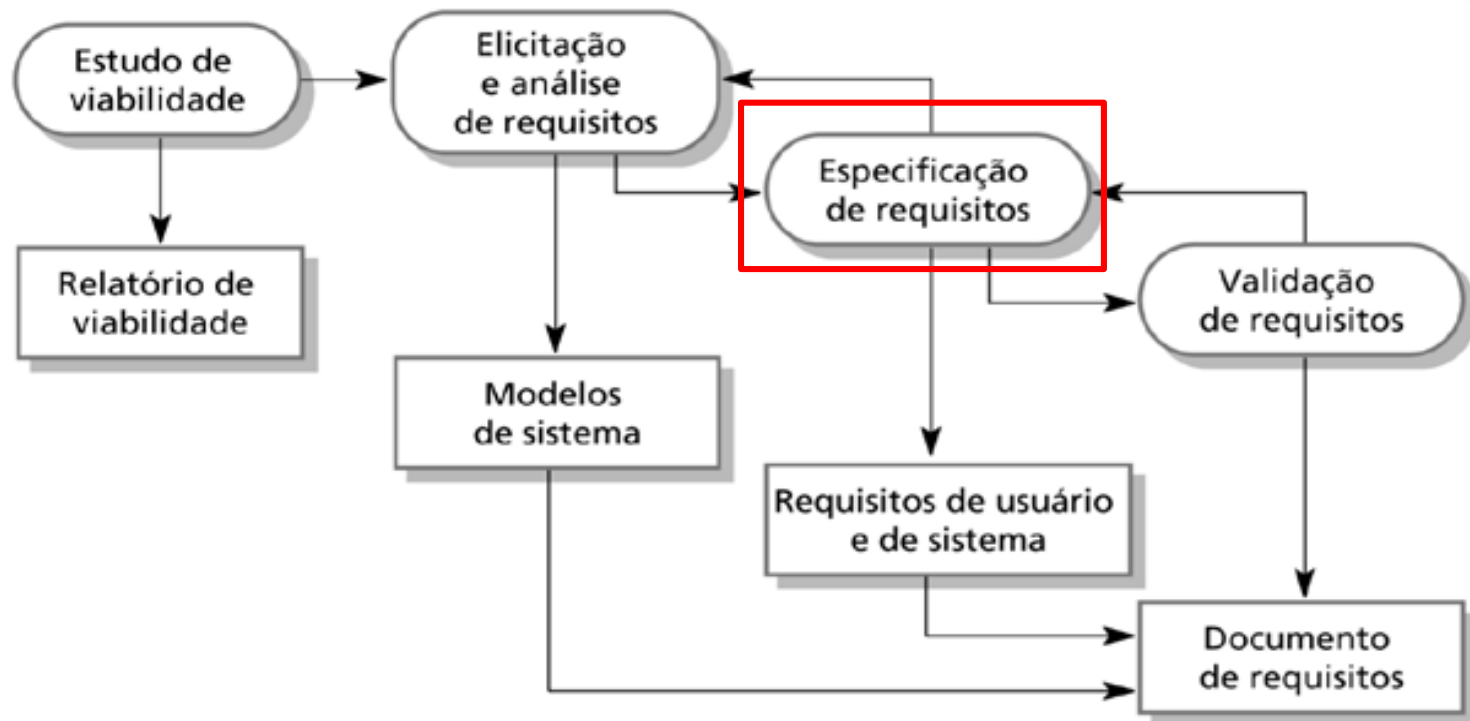 Estudo de
viabilidade
Elicitação
e análise
de requisitos
Especificação
de requisitos
Validação
de requisitos
Relatório de
viabilidade
Modelos
de sistema
Requisitos de usuário
e de sistema
Documento
de requisitos